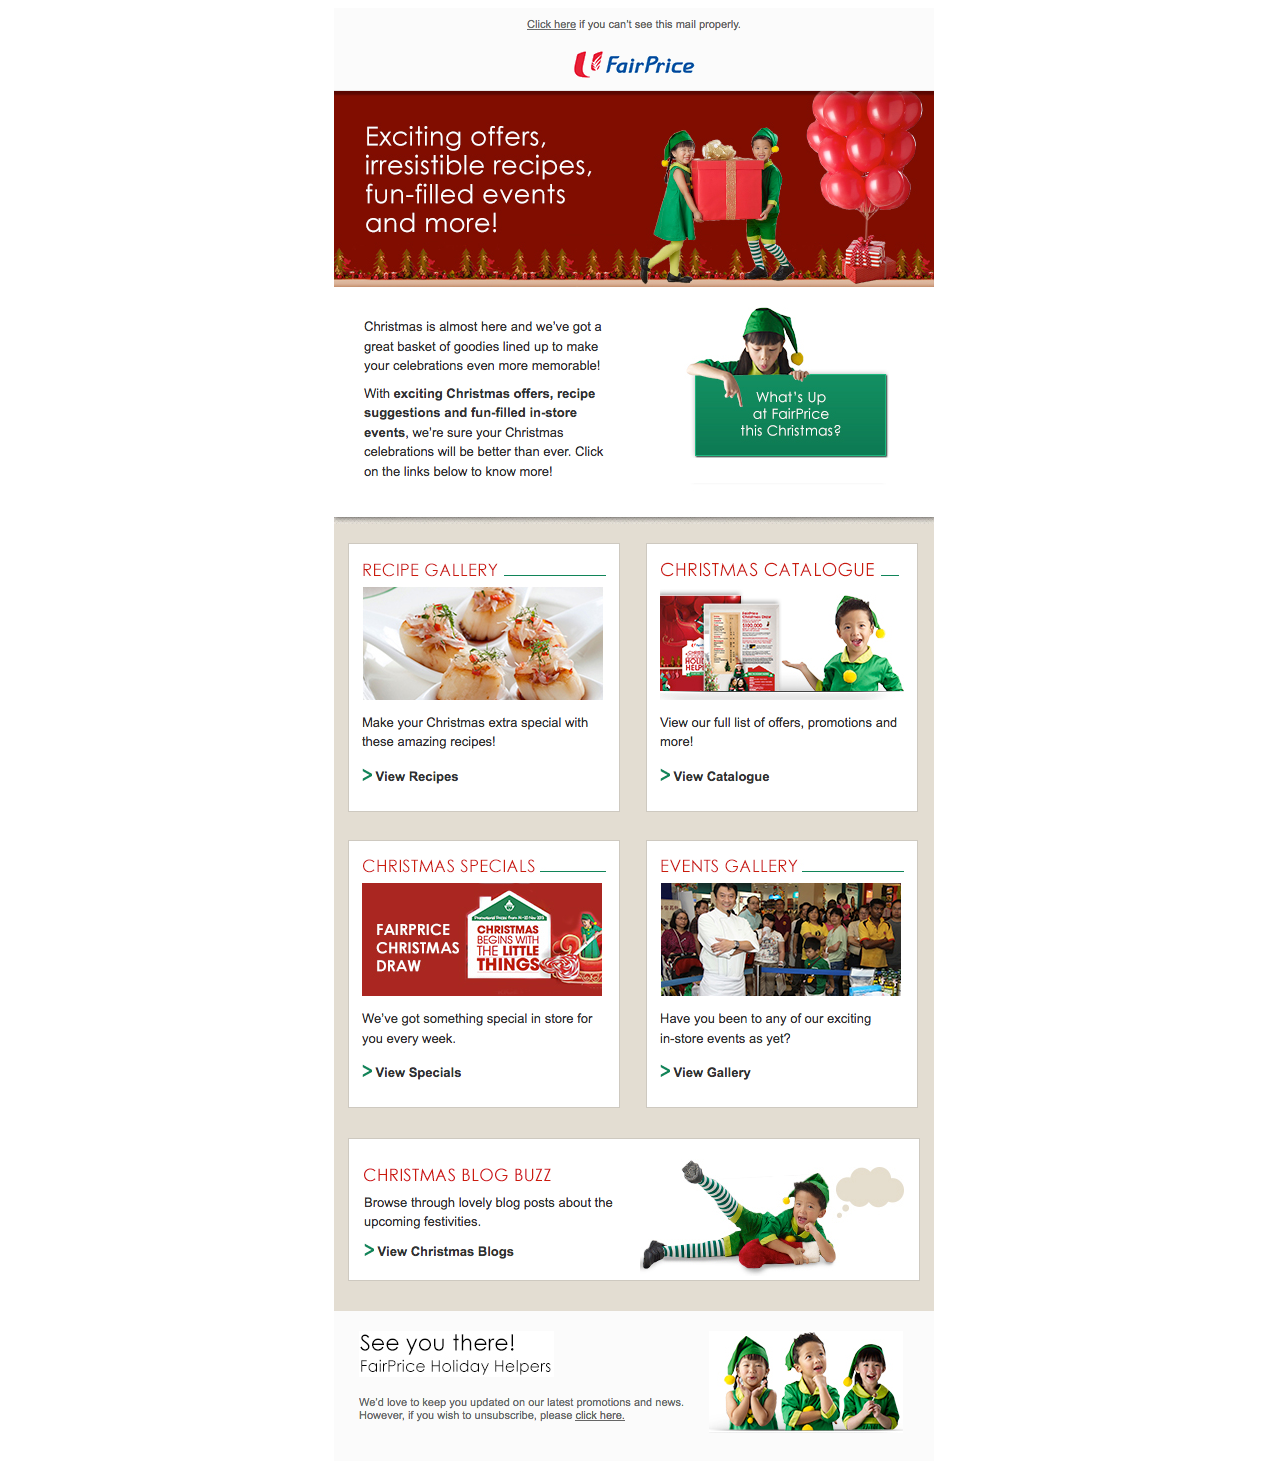 Click here if you can't see this mail properly.
FairPrice
Exciting offers,
irresistible recipes,
fun-filled events
and more!
Christmas is almost here and we've got a
great basket of goodies lined up to make
your celebrations even more memorable!
With exciting Christmas offers, recipe
suggestions and fun-filled in-store
events, we're sure your Christmas
celebrations will be better than ever. Click
on the links below to know more!
What's Up
at FairPrice
this Christmas?
RECIPE GALLERY
Make your Christmas extra special with
these amazing recipes!
> View Recipes
CHRISTMAS CATALOGUE
FairPrice
Christmas Draw
$100,000
View our full list of offers, promotions and
more!
> View Catalogue
CHRISTMAS SPECIALS
FAIRPRICE
CHRISTMAS
DRAW
CHRISTMAS
BEGINS WITH
THE LITTLE
THINGS
We've got something special in store for
you every week.
> View Specials
EVENTS GALLERY
Have you been to any of our exciting
in-store events as yet?
> View Gallery
CHRISTMAS BLOG BUZZ
Browse through lovely blog posts about the
upcoming festivities.
> View Christmas Blogs
See you there!
FairPrice Holiday Helpers
We'd love to keep you updated on our latest promotions and news.
However, if you wish to unsubscribe, please click here.